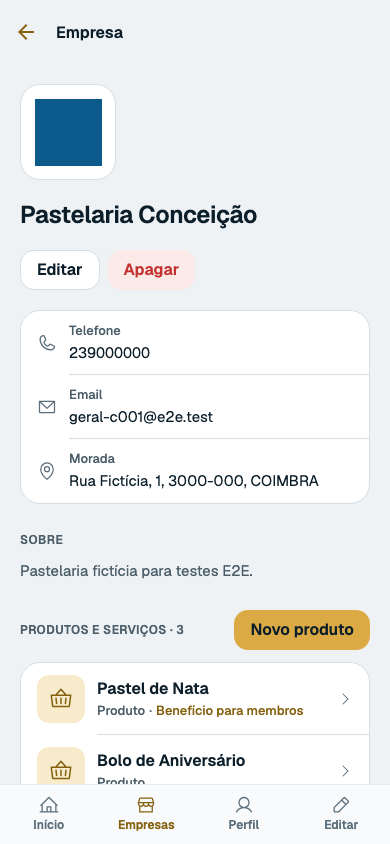 Empresa
Pastelaria Conceição
Editar
Apagar
Telefone
239000000
Email
geral-c001@e2e.test
Morada
Rua Fictícia, 1, 3000-000, COIMBRA
SOBRE
Pastelaria fictícia para testes E2E.
PRODUTOS E SERVIÇOS · 3
Novo produto
Pastel de Nata
Produto · Benefício para membros
Bolo de Aniversário
Produto
Início
Empresas
Perfil
Editar